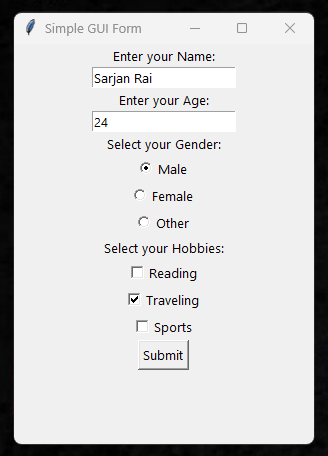 Simple GUI Form
Enter your Name:
Sarjan Rai
Enter your Age:
24
Select your Gender:
Male
Female
Other
Select your Hobbies:
Reading
Traveling
Sports
Submit